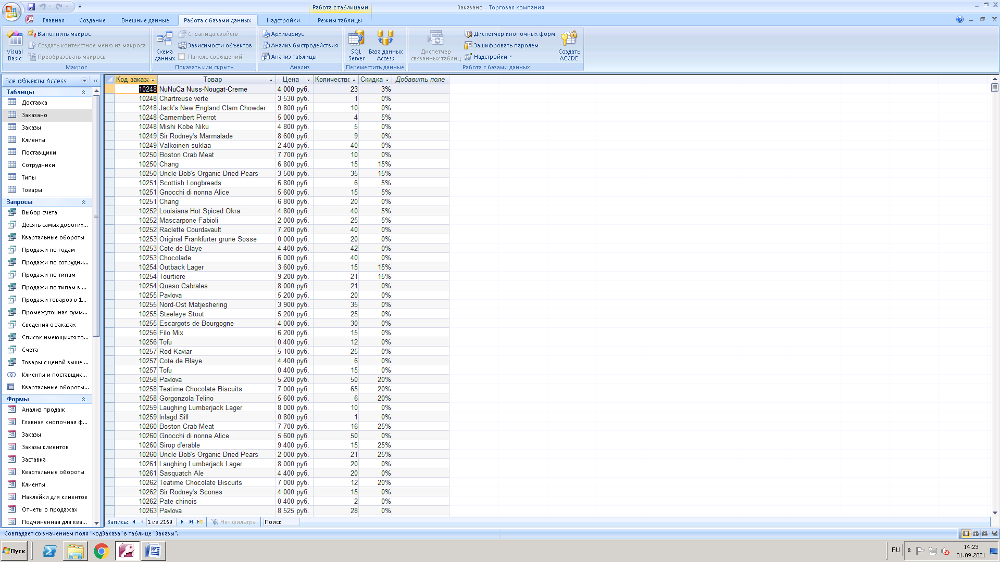 Работа с таблицами
Заказано - Торговая компания
Главная Создание Внешние данные Работа с базами данных Надстройки Режим таблицы
Visual Basic
Выполнить макрос
Создать контекстное меню из макроса
Преобразовать макросы
Макрос
Схема данных
Страница свойств
Зависимости объектов
Панель сообщений
Показать или скрыть
Архивариус
Анализ быстродействия
Анализ таблицы
Анализ
SQL Server
База данных Access
Переместить данные
Диспетчер связанных таблиц
Диспетчер кнопочных форм
Зашифровать паролем
Надстройки
Создать ACCDE
Работа с базами данных
Все объекты Access
Таблицы
Доставка
Заказано
Заказы
Клиенты
Поставщики
Сотрудники
Типы
Товары
Запросы
Выбор счета
Десять самых дорогих...
Квартальные обороты
Продажи по годам
Продажи по сотрудни...
Продажи по типам
Продажи по типам в ...
Продажи товаров в 1...
Промежуточная сумм...
Сведения о заказах
Список имеющихся то...
Счета
Товары с ценой выше ...
Клиенты и поставщик...
Квартальные обороты...
Формы
Анализ продаж
Главная кнопочная ф...
Заказы
Заказы клиентов
Заставка
Квартальные обороты
Клиенты
Наклейки для клиентов
Отчеты о продажах
Подчиненная для ква...
Код заказа Товар Цена Количество Скидка Добавить поле
10248 NuNuCa Nuss-Nougat-Creme 4 000 руб. 23 3%
10248 Chartreuse verte 3 530 руб. 1 0%
10248 Jack's New England Clam Chowder 9 800 руб. 10 0%
10248 Camembert Pierrot 5 000 руб. 4 5%
10248 Mishi Kobe Niku 4 800 руб. 5 0%
10249 Sir Rodney's Marmalade 8 600 руб. 9 0%
10249 Valkoinen suklaa 2 400 руб. 40 0%
10250 Boston Crab Meat 7 700 руб. 10 0%
10250 Chang 6 800 руб. 15 15%
10250 Uncle Bob's Organic Dried Pears 3 500 руб. 35 15%
10251 Scottish Longbreads 6 800 руб. 6 5%
10251 Gnocchi di nonna Alice 5 600 руб. 15 5%
10251 Chang 6 800 руб. 20 0%
10252 Louisiana Hot Spiced Okra 4 800 руб. 40 5%
10252 Mascarpone Fabioli 2 000 руб. 25 5%
10252 Raclette Courdavault 7 200 руб. 40 0%
10253 Original Frankfurter grune Sosse 0 000 руб. 20 0%
10253 Cote de Blaye 4 400 руб. 42 0%
10253 Chocolade 6 000 руб. 40 0%
10254 Outback Lager 3 600 руб. 15 15%
10254 Tourtiere 9 200 руб. 21 15%
10254 Queso Cabrales 8 000 руб. 21 0%
10255 Pavlova 5 200 руб. 20 0%
10255 Nord-Ost Matjeshering 3 900 руб. 35 0%
10255 Steeleye Stout 5 200 руб. 25 0%
10255 Escargots de Bourgogne 4 000 руб. 30 0%
10256 Filo Mix 6 200 руб. 15 0%
10256 Tofu 0 400 руб. 12 0%
10257 Rod Kaviar 5 100 руб. 25 0%
10257 Cote de Blaye 4 400 руб. 6 0%
10257 Tofu 0 400 руб. 15 0%
10258 Pavlova 5 200 руб. 50 20%
10258 Teatime Chocolate Biscuits 7 000 руб. 65 20%
10258 Gorgonzola Telino 5 600 руб. 6 20%
10259 Laughing Lumberjack Lager 8 000 руб. 10 0%
10259 Inlagd Sill 0 800 руб. 1 0%
10260 Boston Crab Meat 7 700 руб. 16 25%
10260 Gnocchi di nonna Alice 5 600 руб. 50 0%
10260 Sirop d'erable 9 400 руб. 15 25%
10260 Uncle Bob's Organic Dried Pears 2 000 руб. 21 25%
10261 Laughing Lumberjack Lager 8 000 руб. 20 0%
10261 Sasquatch Ale 4 400 руб. 20 0%
10262 Teatime Chocolate Biscuits 7 000 руб. 12 20%
10262 Sir Rodney's Scones 4 000 руб. 15 0%
10262 Pate chinois 0 400 руб. 2 0%
10263 Pavlova 8 525 руб. 28 0%
Запись: 1 из 2169 Нет фильтра Поиск
Совпадает со значением поля "КодЗаказа" в таблице "Заказы".
Пуск
RU
14:23
01.09.2021